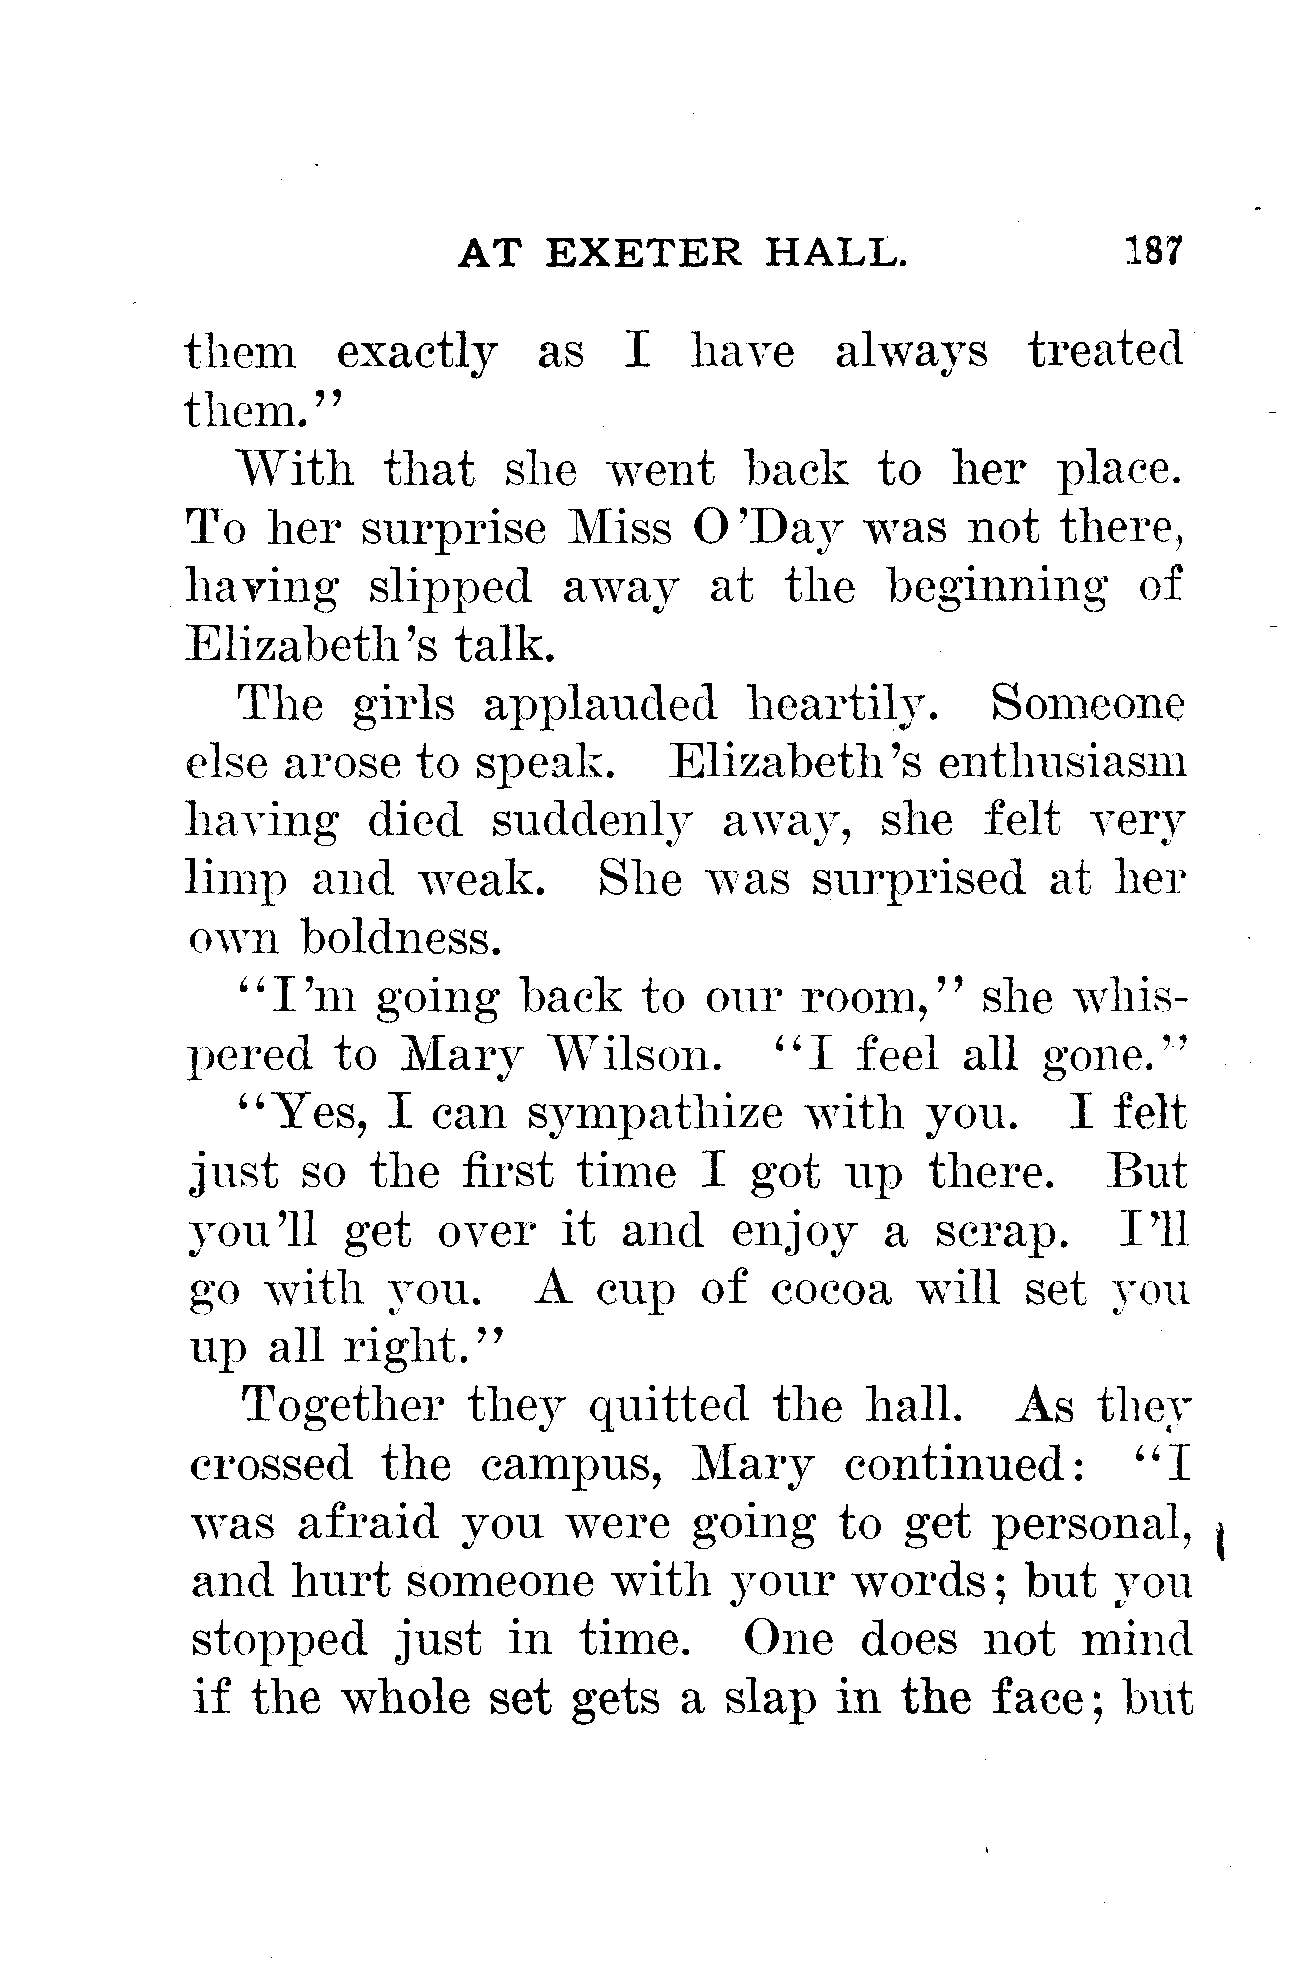 AT EXETER HALL. 187
them exactly as I have always treated
them."
With that she went back to her place.
To her surprise Miss O'Day was not there,
having slipped away at the beginning of
Elizabeth's talk.
The girls applauded heartily. Someone
else arose to speak. Elizabeth's enthusiasm
having died suddenly away, she felt very
limp and weak. She was surprised at her
own boldness.
"I'm going back to our room," she whis-
pered to Mary Wilson. "I feel all gone."
"Yes, I can sympathize with you. I felt
just so the first time I got up there. But
you'll get over it and enjoy a scrap. I'll
go with you. A cup of cocoa will set you
up all right."
Together they quitted the hall. As they
crossed the campus, Mary continued: "I
was afraid you were going to get personal,
and hurt someone with your words; but you
stopped just in time. One does not mind
if the whole set gets a slap in the face; but